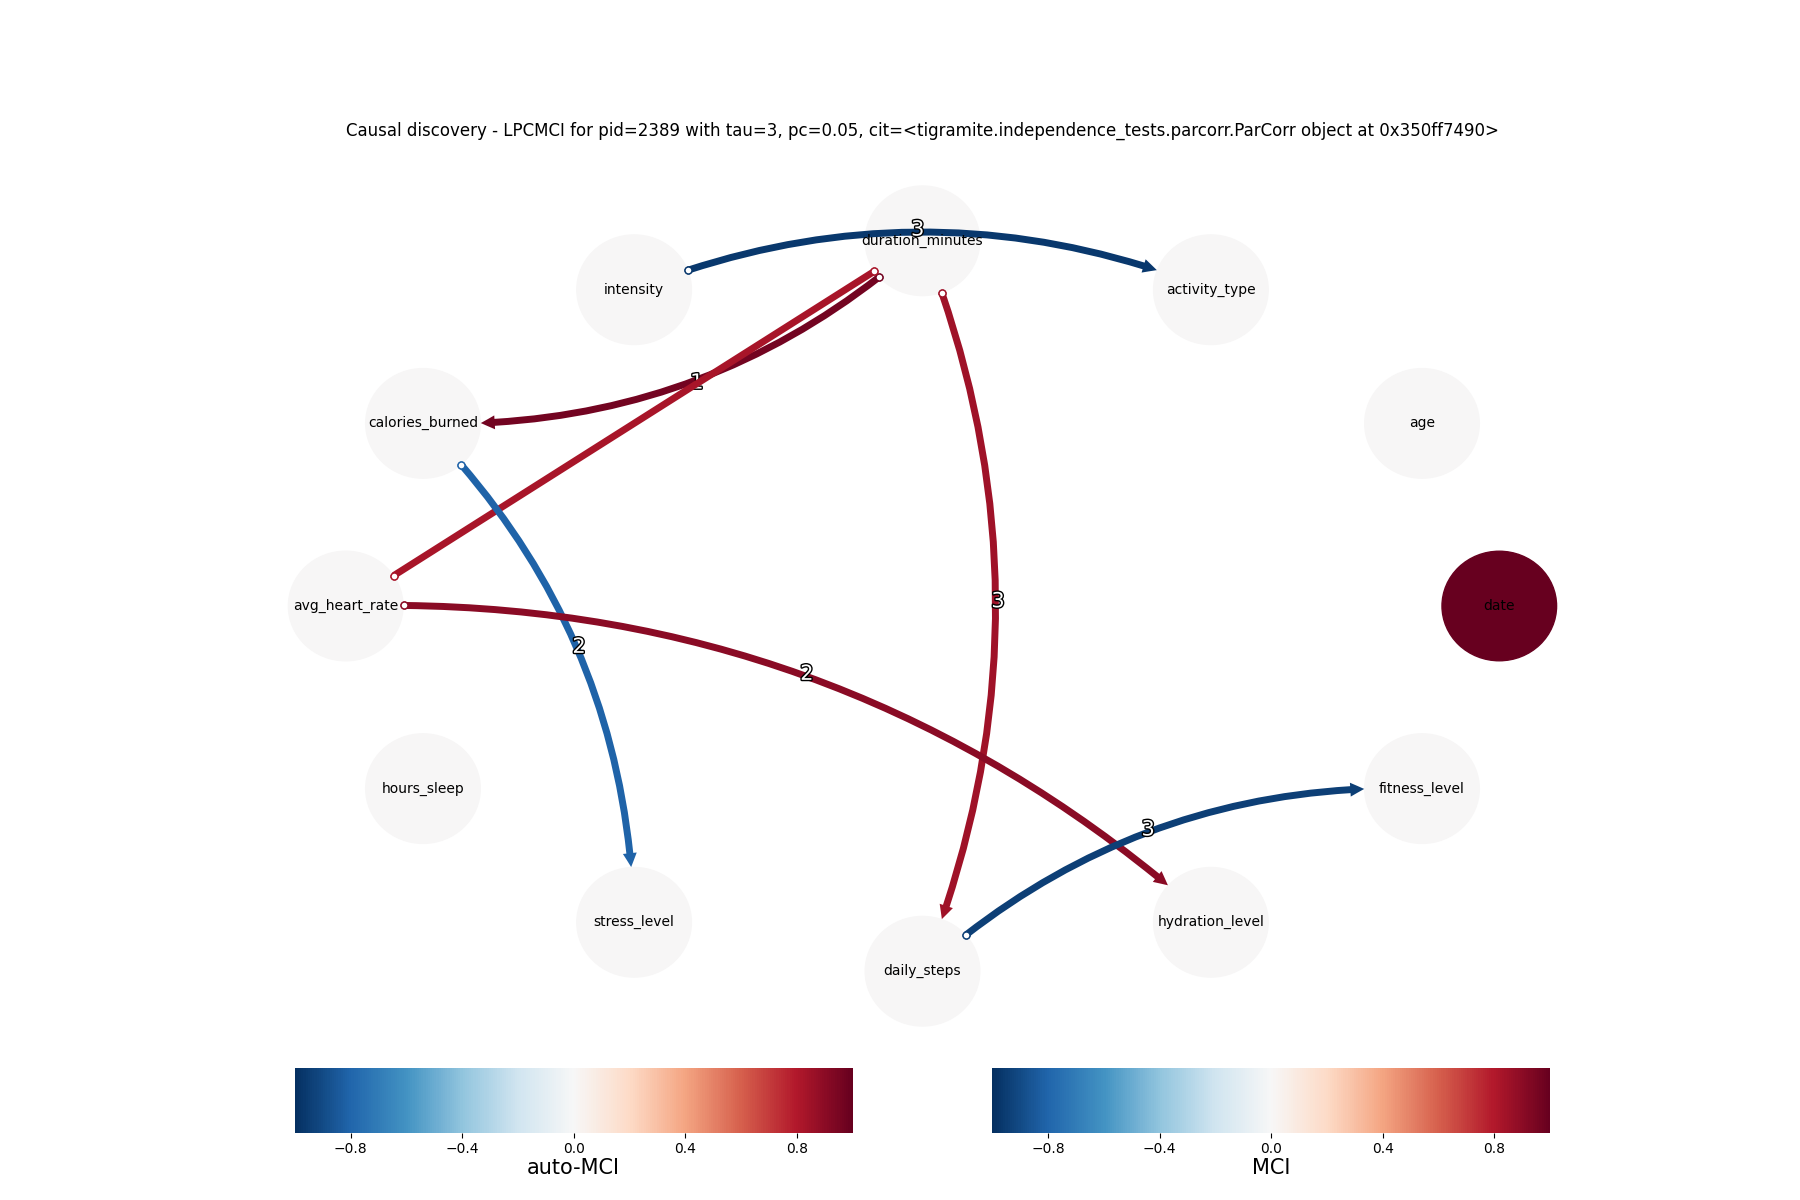 Causal discovery - LPCMCI for pid=2389 with tau=3, pc=0.05, cit=<tigramite.independence_tests.parcorr.ParCorr object at 0x350ff7490>
3
duration_minutes
intensity
activity_type
1
calories_burned
age
3
avg_heart_rate
date
2
2
hours_sleep
fitness_level
3
stress_level
hydration_level
daily_steps
−0.8 −0.4 0.0 0.4 0.8
auto-MCI
−0.8 −0.4 0.0 0.4 0.8
MCI